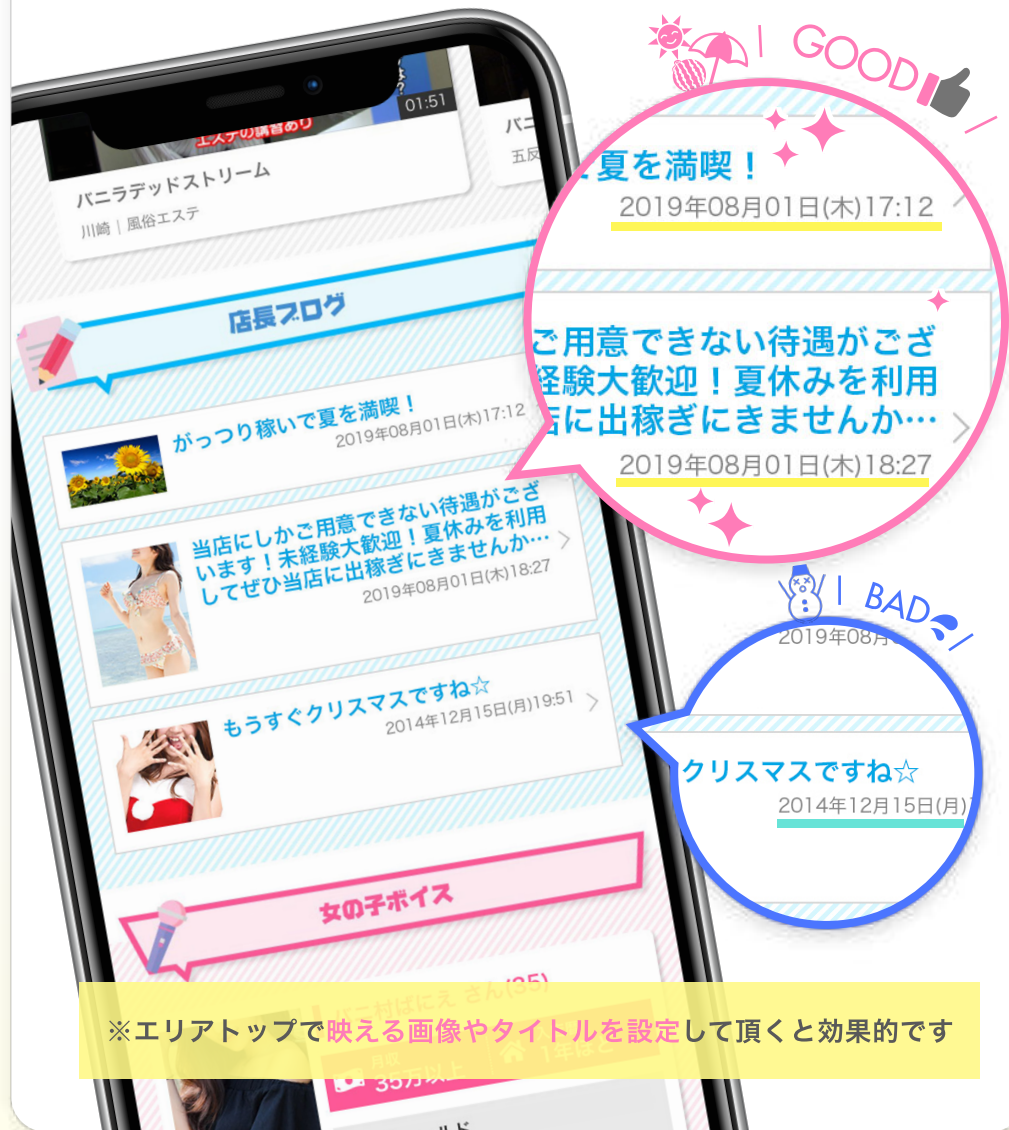 GOOD
エステの講習あり
01:51
バニラデッドストリーム
川崎｜風俗エステ
バニ
五反
夏を満喫！
2019年08月01日(木)17:12
ご用意できない待遇がござ
経験大歓迎！夏休みを利用
店に出稼ぎにきませんか…
2019年08月01日(木)18:27
店長ブログ
がっつり稼いで夏を満喫！
2019年08月01日(木)17:12
当店にしかご用意できない待遇がござ
います！未経験大歓迎！夏休みを利用
してぜひ当店に出稼ぎにきませんか…
2019年08月01日(木)18:27
もうすぐクリスマスですね☆
2014年12月15日(月)19:51
BAD
2019年08月
クリスマスですね☆
2014年12月15日(月)
女の子ボイス
ばにえ さん(35)
※エリアトップで映える画像やタイトルを設定して頂くと効果的です
月収
35万以上
1年ほど